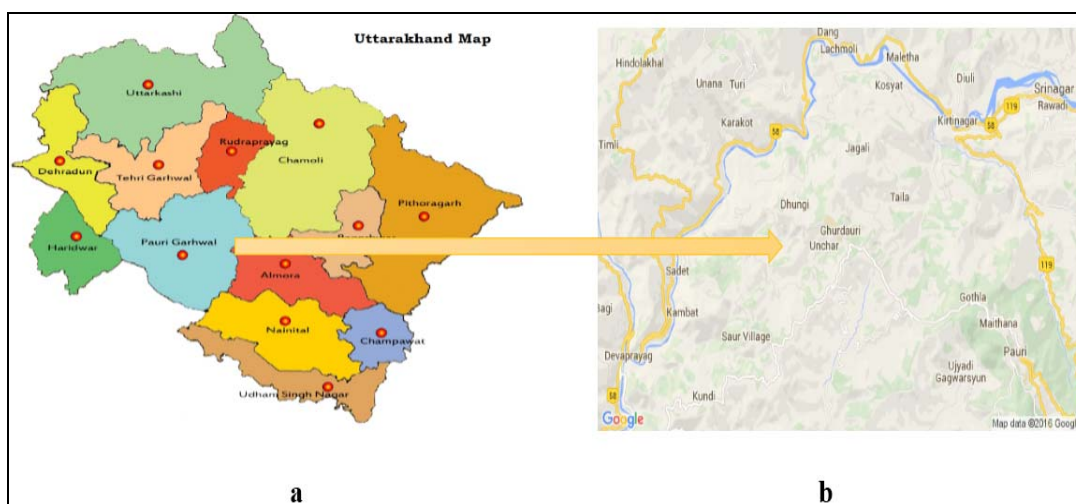 Uttarakhand Map
Uttarkashi
Rudraprayag
Chamoli
Dehradun
Tehri Garhwal
Pithoragarh
Haridwar
Pauri Garhwal
Almora
Nainital
Champawat
Udham Singh Nagar
a
Dang
Lachmoli
Maletha
Hindolakhal
Unana
Turi
Kosyat
Diuli
Srinagar
119
Rawadi
Karakot
58
Kirtinagar
58
Timli
Jagali
Dhungi
Taila
Ghurdauri
Unchar
Sadet
119
Kambat
Gothla
Saur Village
Maithana
Devaprayag
Pauri
Ujyadi
Gagwarsyun
58
Kundi
Google
Map data ©2016 Google
b